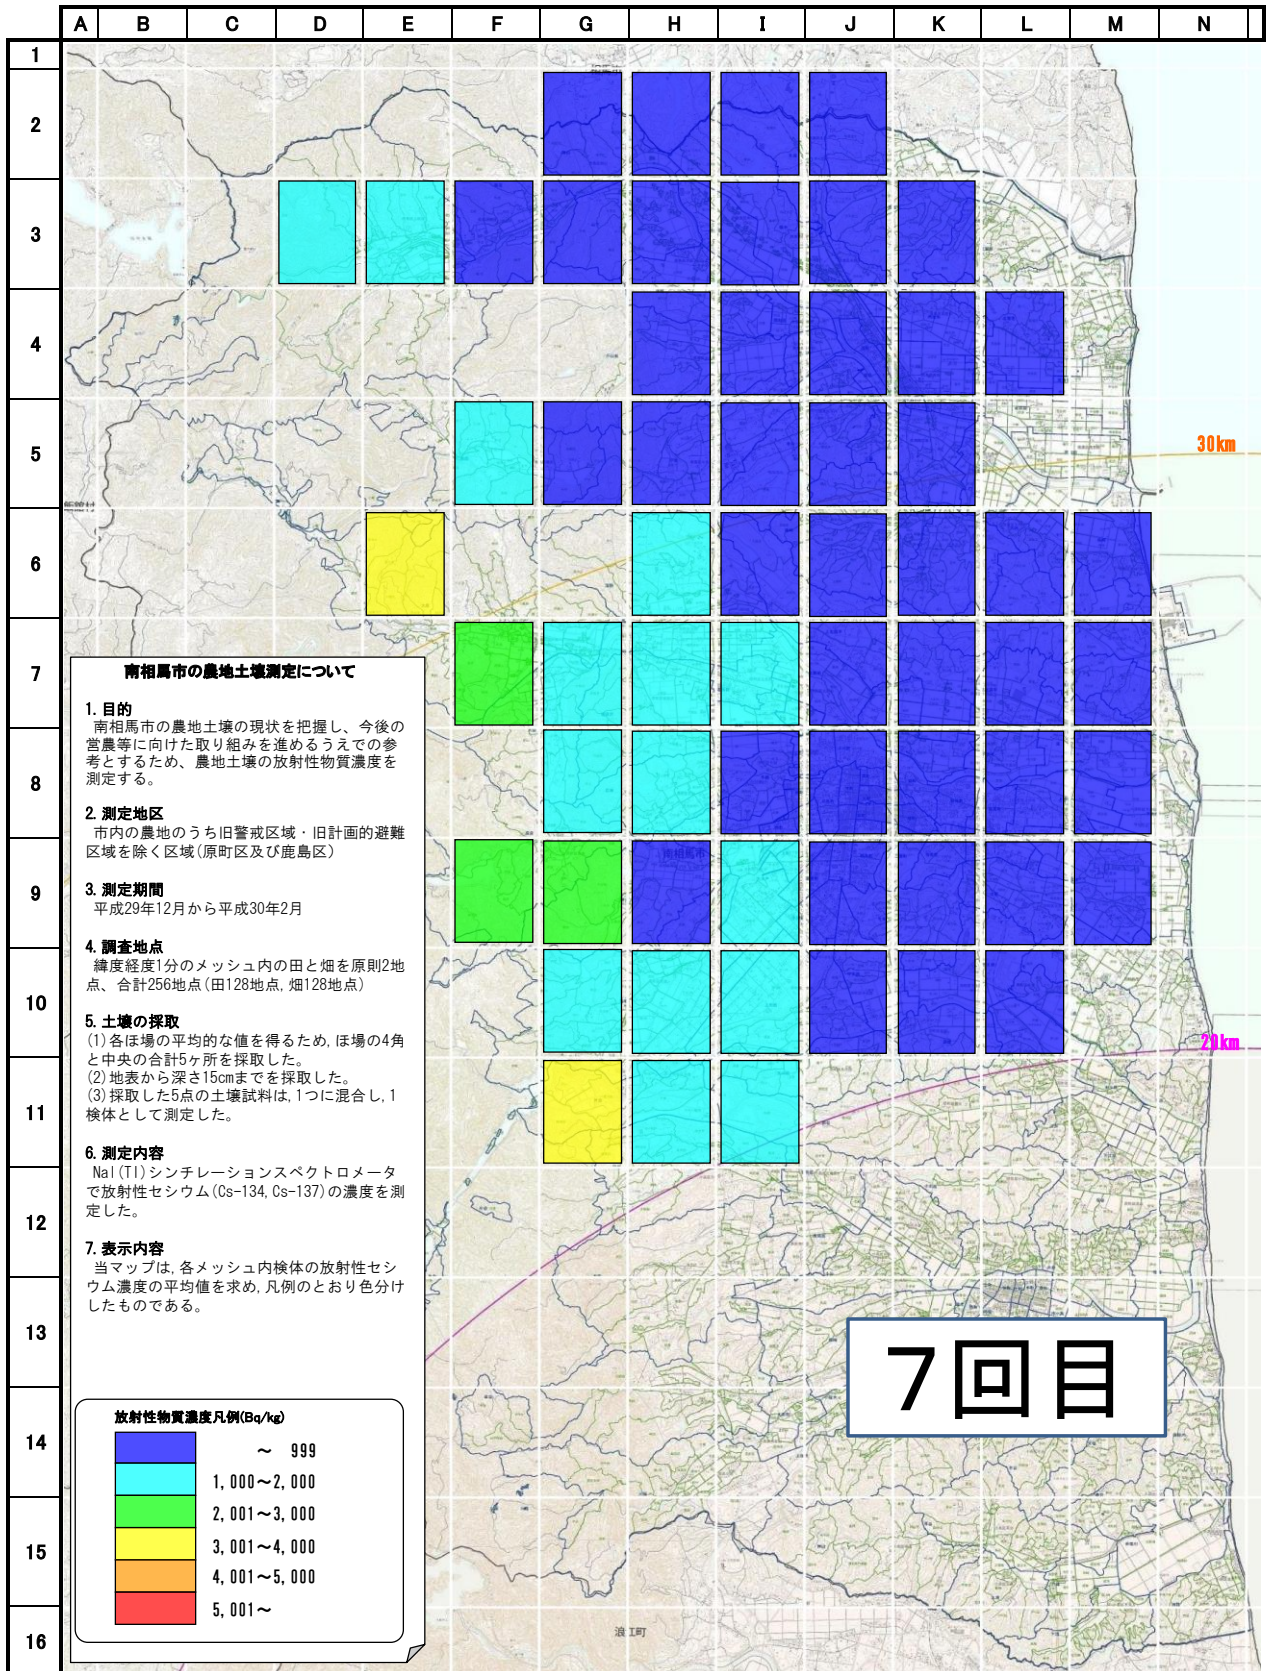 A B C D E F G H I J K L M N
1
2
3
4
5
30km
6
7
南相馬市の農地土壌測定について
1. 目的
南相馬市の農地土壌の現状を把握し、今後の
営農等に向けた取り組みを進めるうえでの参
考とするため、農地土壌の放射性物質濃度を
測定する。
8
2. 測定地区
市内の農地のうち旧警戒区域・旧計画的避難
区域を除く区域(原町区及び鹿島区)
9
南相馬市
3. 測定期間
平成29年12月から平成30年2月
4. 調査地点
緯度経度1分のメッシュ内の田と畑を原則2地
点、合計256地点(田128地点, 畑128地点)
10
5. 土壌の採取
(1)各ほ場の平均的な値を得るため, ほ場の4角
と中央の合計5ヶ所を採取した。
(2)地表から深さ15cmまでを採取した。
(3)採取した5点の土壌試料は, 1つに混合し, 1
検体として測定した。
20km
11
6. 測定内容
NaI(Tl)シンチレーションスペクトロメータ
で放射性セシウム(Cs-134, Cs-137)の濃度を測
定した。
12
7. 表示内容
当マップは, 各メッシュ内検体の放射性セシ
ウム濃度の平均値を求め, 凡例のとおり色分け
したものである。
13
7回目
14
放射性物質濃度凡例(Bq/kg)
～ 999
1,000～2,000
2,001～3,000
3,001～4,000
4,001～5,000
5,001～
15
16
浪江町